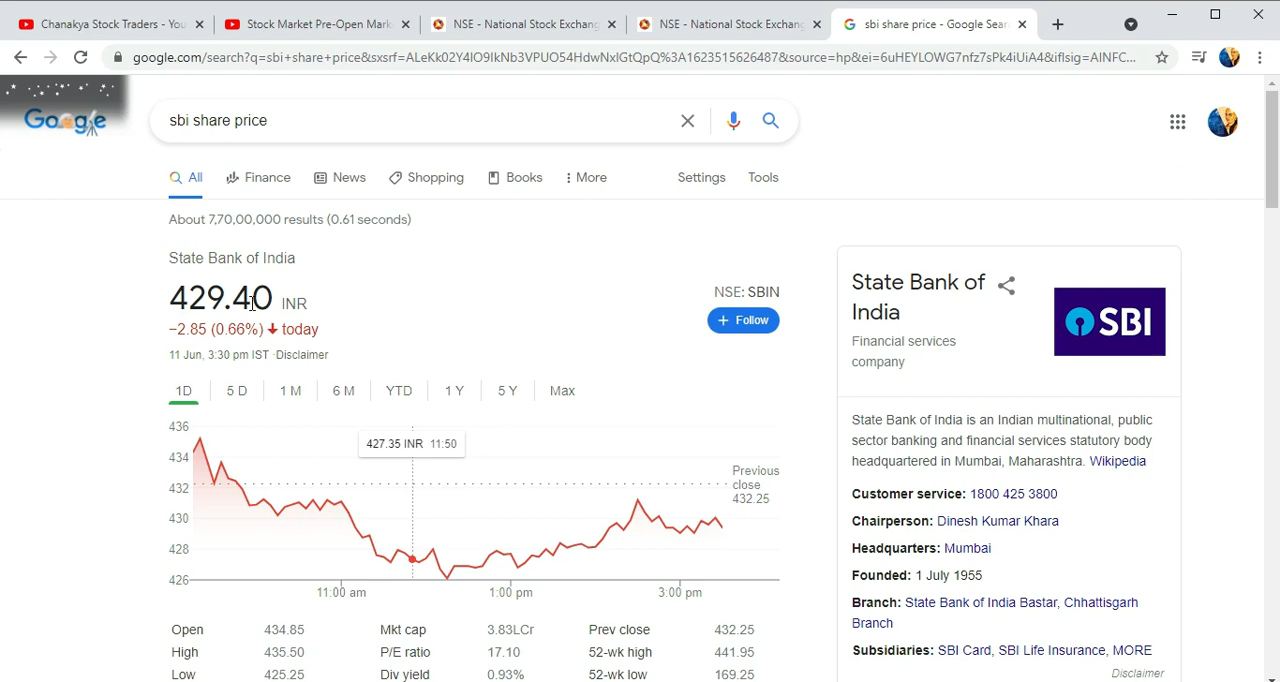 Chanakya Stock Traders - You
Stock Market Pre-Open Mark
NSE - National Stock Exchang
NSE - National Stock Exchang
sbi share price - Google Sear
google.com/search?q=sbi+share+price&sxsrf=ALeKk02Y4IO9IkNb3VPUO54HdwNxlGtQpQ%3A1623515626487&source=hp&ei=6uHEYLOWG7nfz7sPk4iUiA4&iflsig=AINFC...
Google
sbi share price
All Finance News Shopping Books More Settings Tools
About 7,70,00,000 results (0.61 seconds)
State Bank of India
429.40 INR
−2.85 (0.66%) today
11 Jun, 3:30 pm IST · Disclaimer
NSE: SBIN
+ Follow
1D 5 D 1 M 6 M YTD 1 Y 5 Y Max
436
434
432
430
428
426
427.35 INR 11:50
Previous
close
432.25
11:00 am 1:00 pm 3:00 pm
Open 434.85 Mkt cap 3.83LCr Prev close 432.25
High 435.50 P/E ratio 17.10 52-wk high 441.95
Low 425.25 Div yield 0.93% 52-wk low 169.25
State Bank of
India
Financial services
company
SBI
State Bank of India is an Indian multinational, public
sector banking and financial services statutory body
headquartered in Mumbai, Maharashtra. Wikipedia
Customer service: 1800 425 3800
Chairperson: Dinesh Kumar Khara
Headquarters: Mumbai
Founded: 1 July 1955
Branch: State Bank of India Bastar, Chhattisgarh
Branch
Subsidiaries: SBI Card, SBI Life Insurance, MORE
Disclaimer